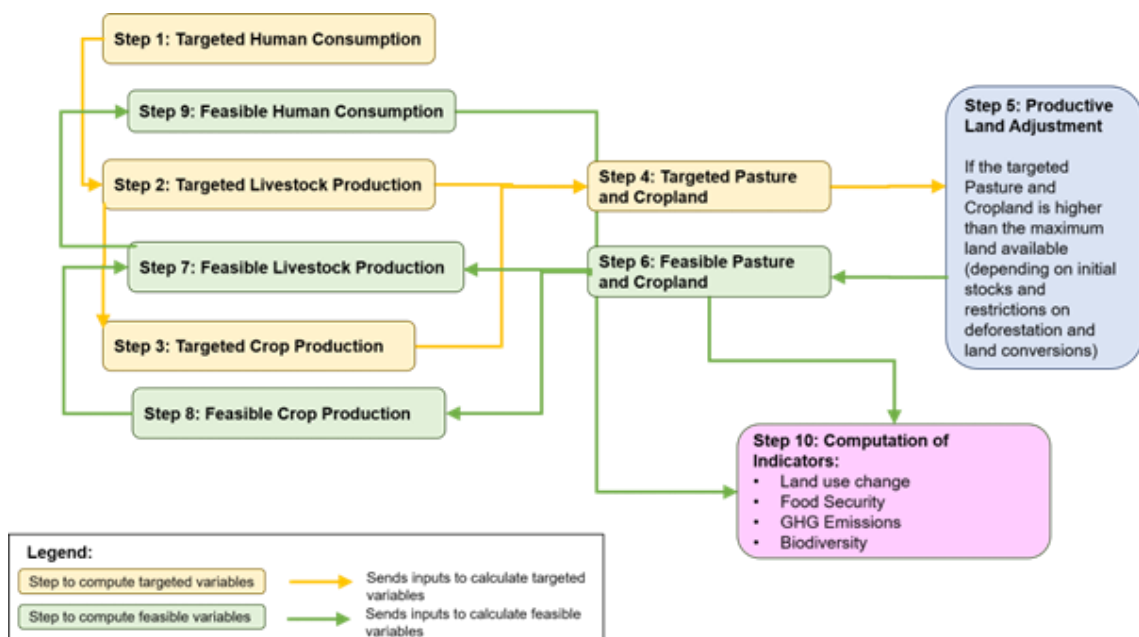 Step 1: Targeted Human Consumption
Step 9: Feasible Human Consumption
Step 2: Targeted Livestock Production
Step 7: Feasible Livestock Production
Step 3: Targeted Crop Production
Step 8: Feasible Crop Production
Step 4: Targeted Pasture
and Cropland
Step 6: Feasible Pasture
and Cropland
Step 5: Productive
Land Adjustment
If the targeted
Pasture and
Cropland is higher
than the maximum
land available
(depending on initial
stocks and
restrictions on
deforestation and
land conversions)
Step 10: Computation of
Indicators:
• Land use change
• Food Security
• GHG Emissions
• Biodiversity
Legend:
Step to compute targeted variables
Sends inputs to calculate targeted
variables
Step to compute feasible variables
Sends inputs to calculate feasible
variables